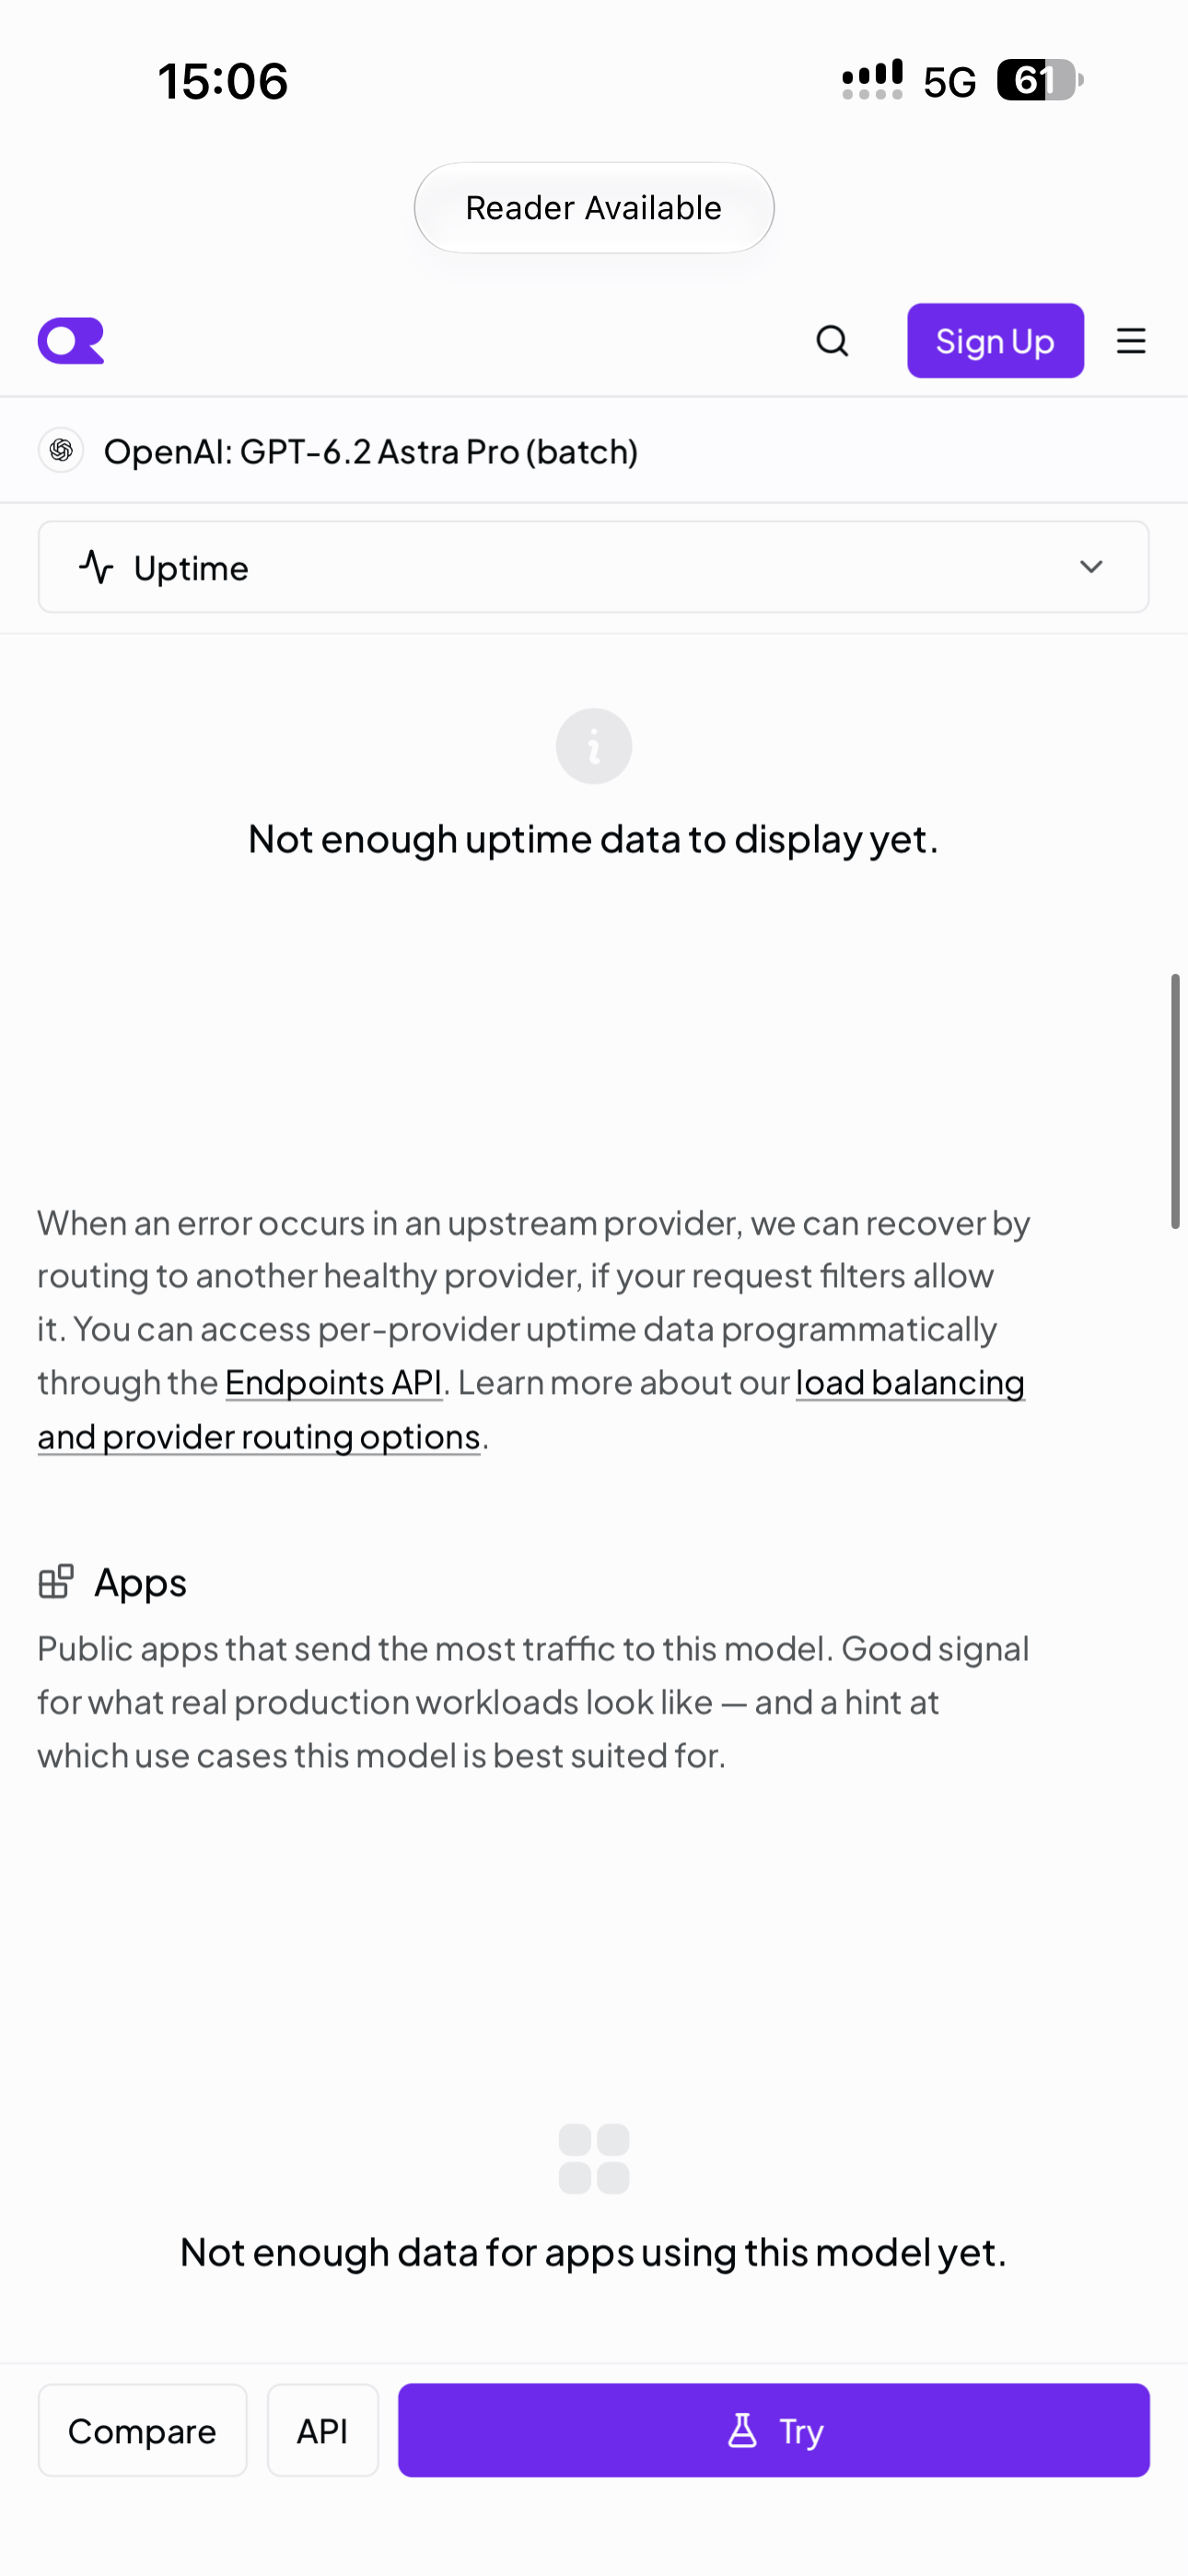 15:06
5G
61
Reader Available
Sign Up
OpenAI: GPT-6.2 Astra Pro (batch)
Uptime
Not enough uptime data to display yet.
When an error occurs in an upstream provider, we can recover by
routing to another healthy provider, if your request filters allow
it. You can access per-provider uptime data programmatically
through the Endpoints API. Learn more about our load balancing
and provider routing options.
Apps
Public apps that send the most traffic to this model. Good signal
for what real production workloads look like — and a hint at
which use cases this model is best suited for.
Not enough data for apps using this model yet.
Compare
API
Try